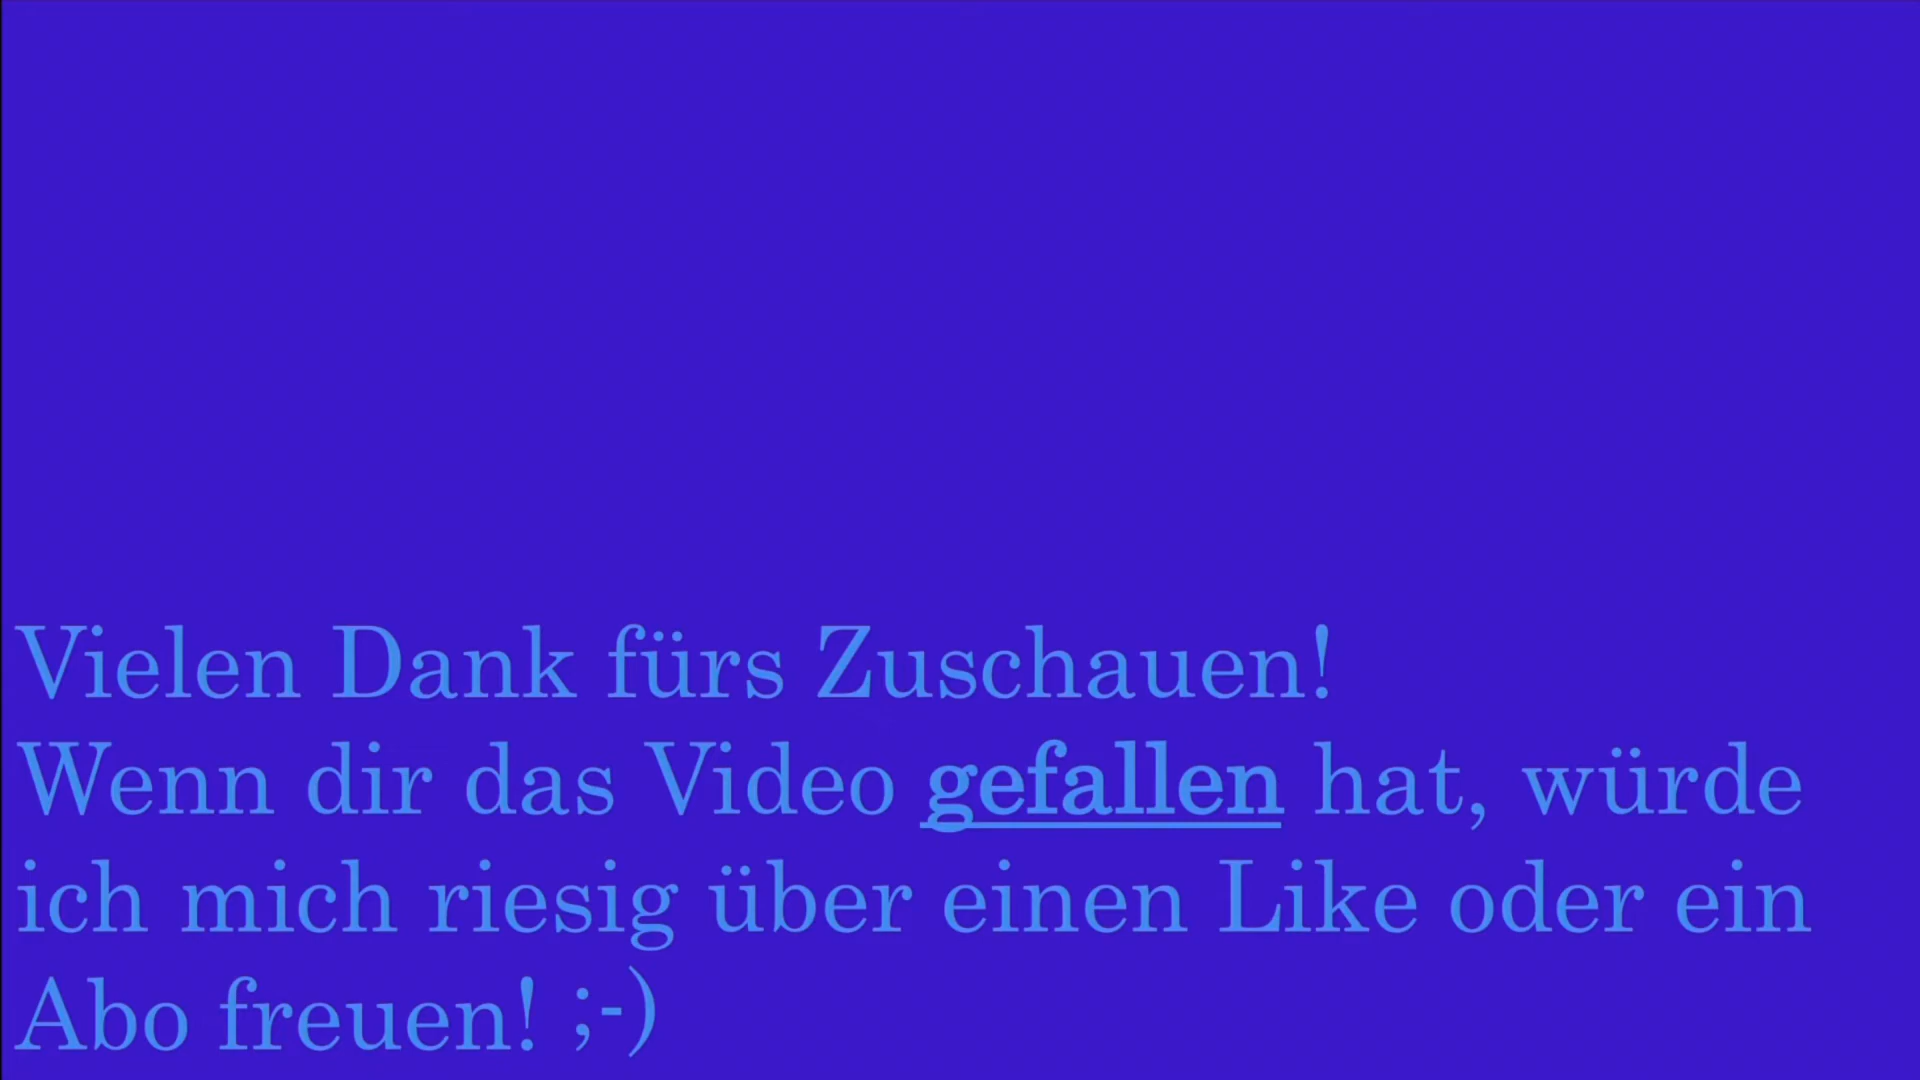 Vielen Dank fürs Zuschauen!
Wenn dir das Video gefallen hat, würde
ich mich riesig über einen Like oder ein
Abo freuen! ;-)